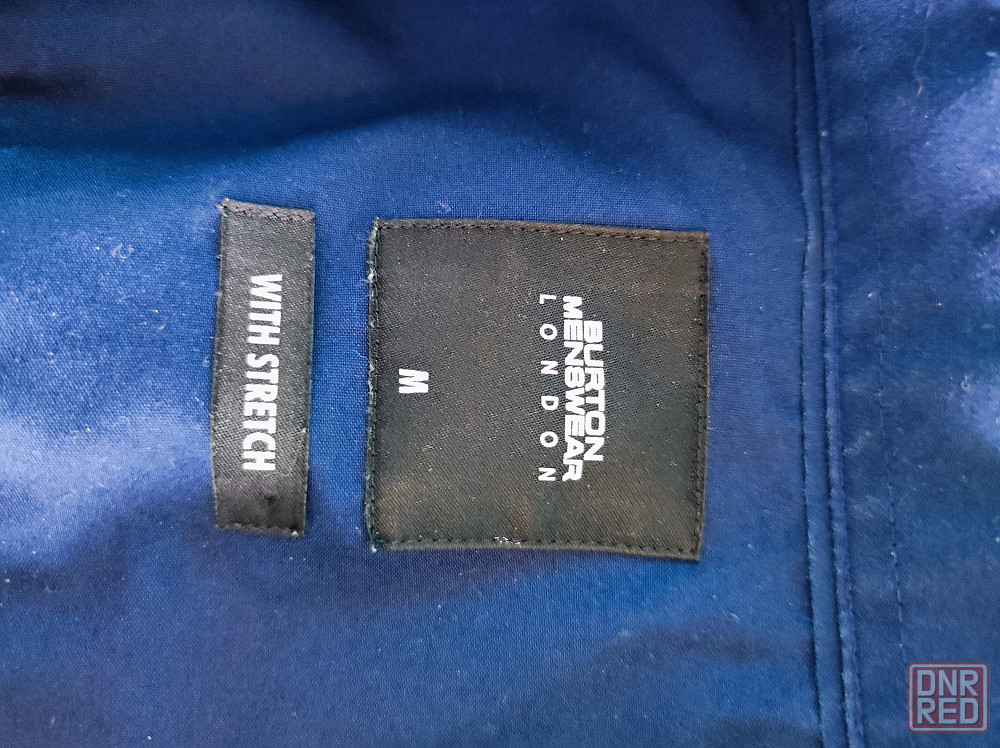 BURTON
MENSWEAR
LONDON
M
WITH STRETCH
DNR
RED